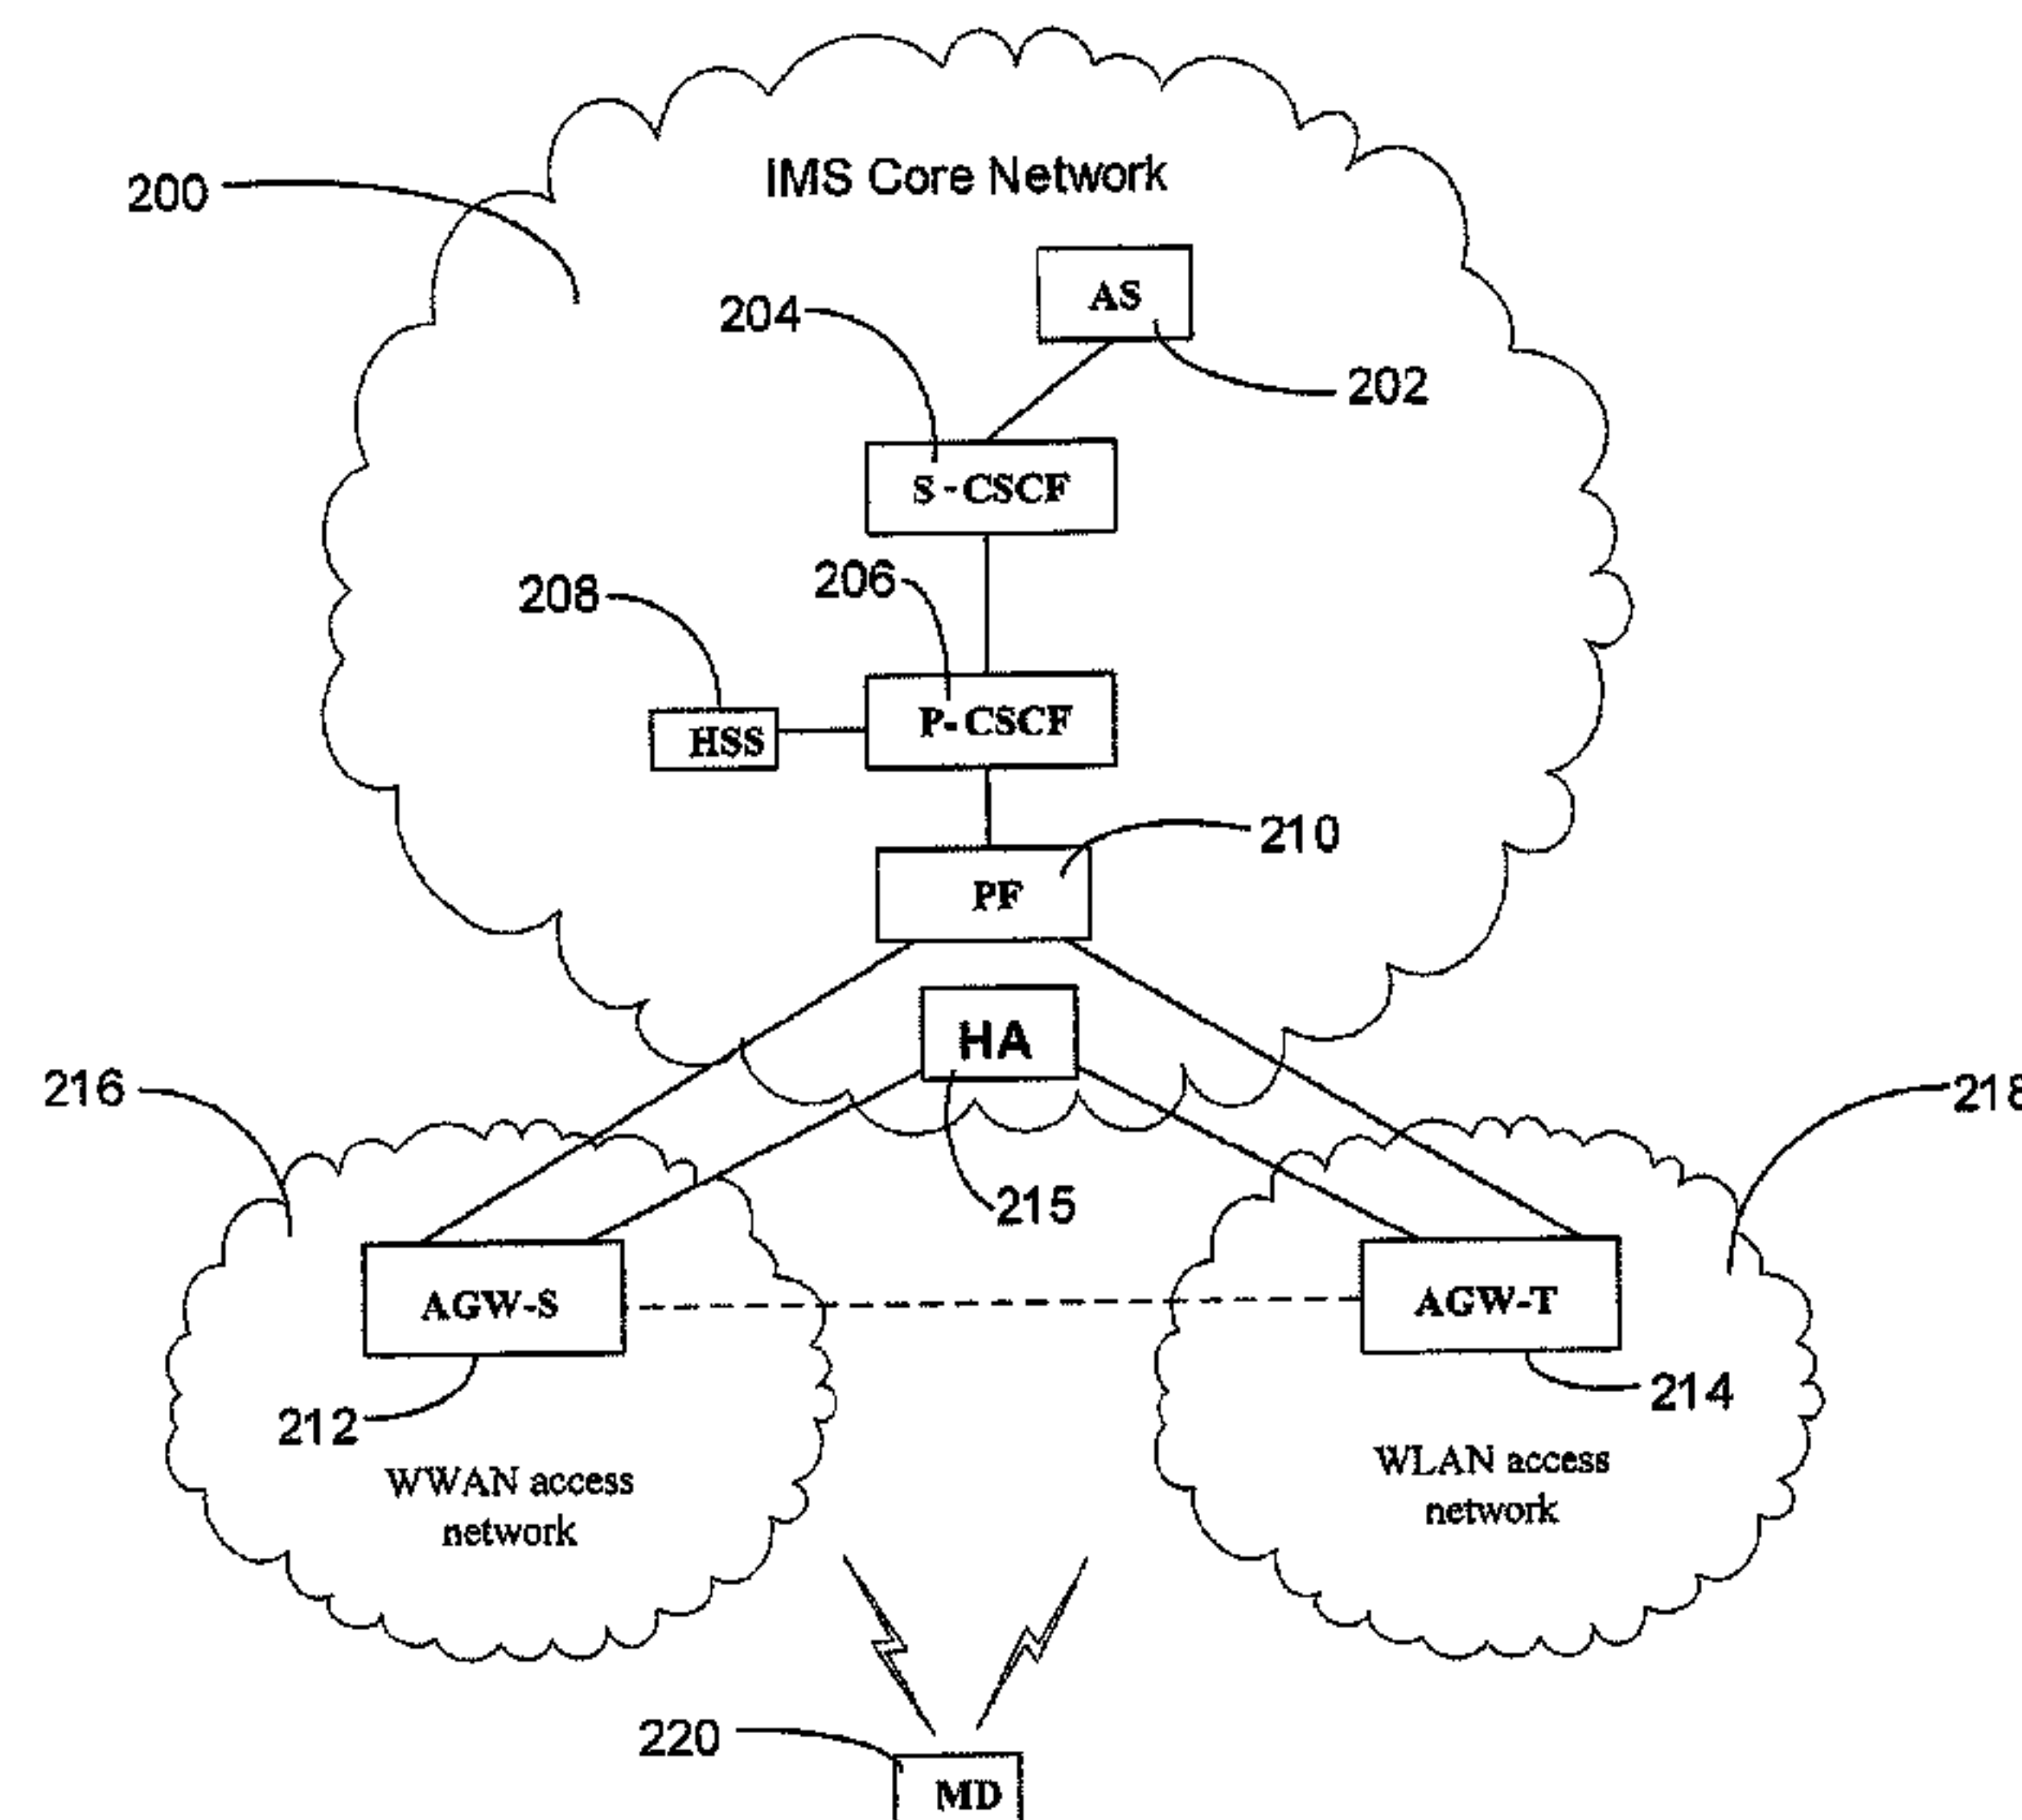 IMS Core Network
200
AS
204
202
S-CSCF
206
208
P-CSCF
HSS
210
PF
HA
216
218
215
AGW-S
AGW-T
214
212
WWAN access
network
WLAN access
network
220
MD